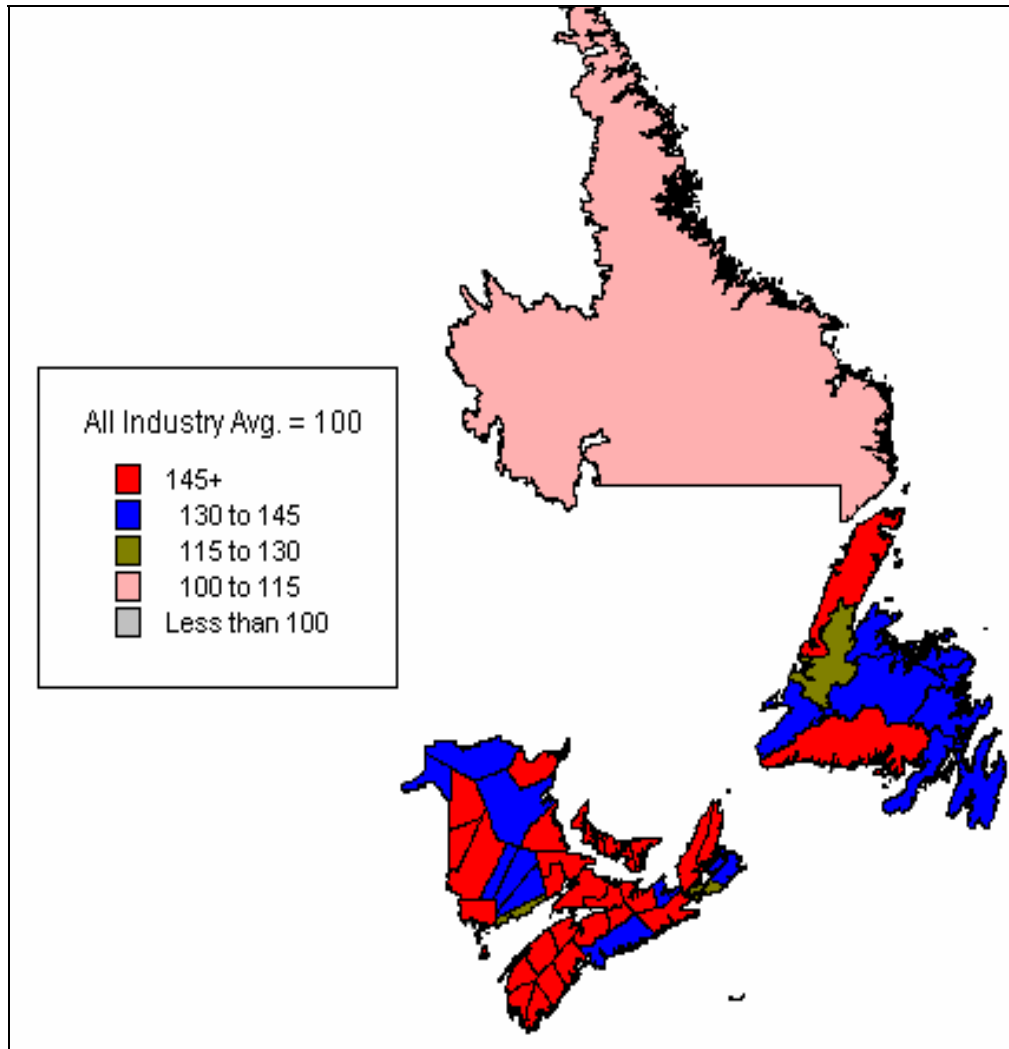 All Industry Avg. = 100
145+
130 to 145
115 to 130
100 to 115
Less than 100